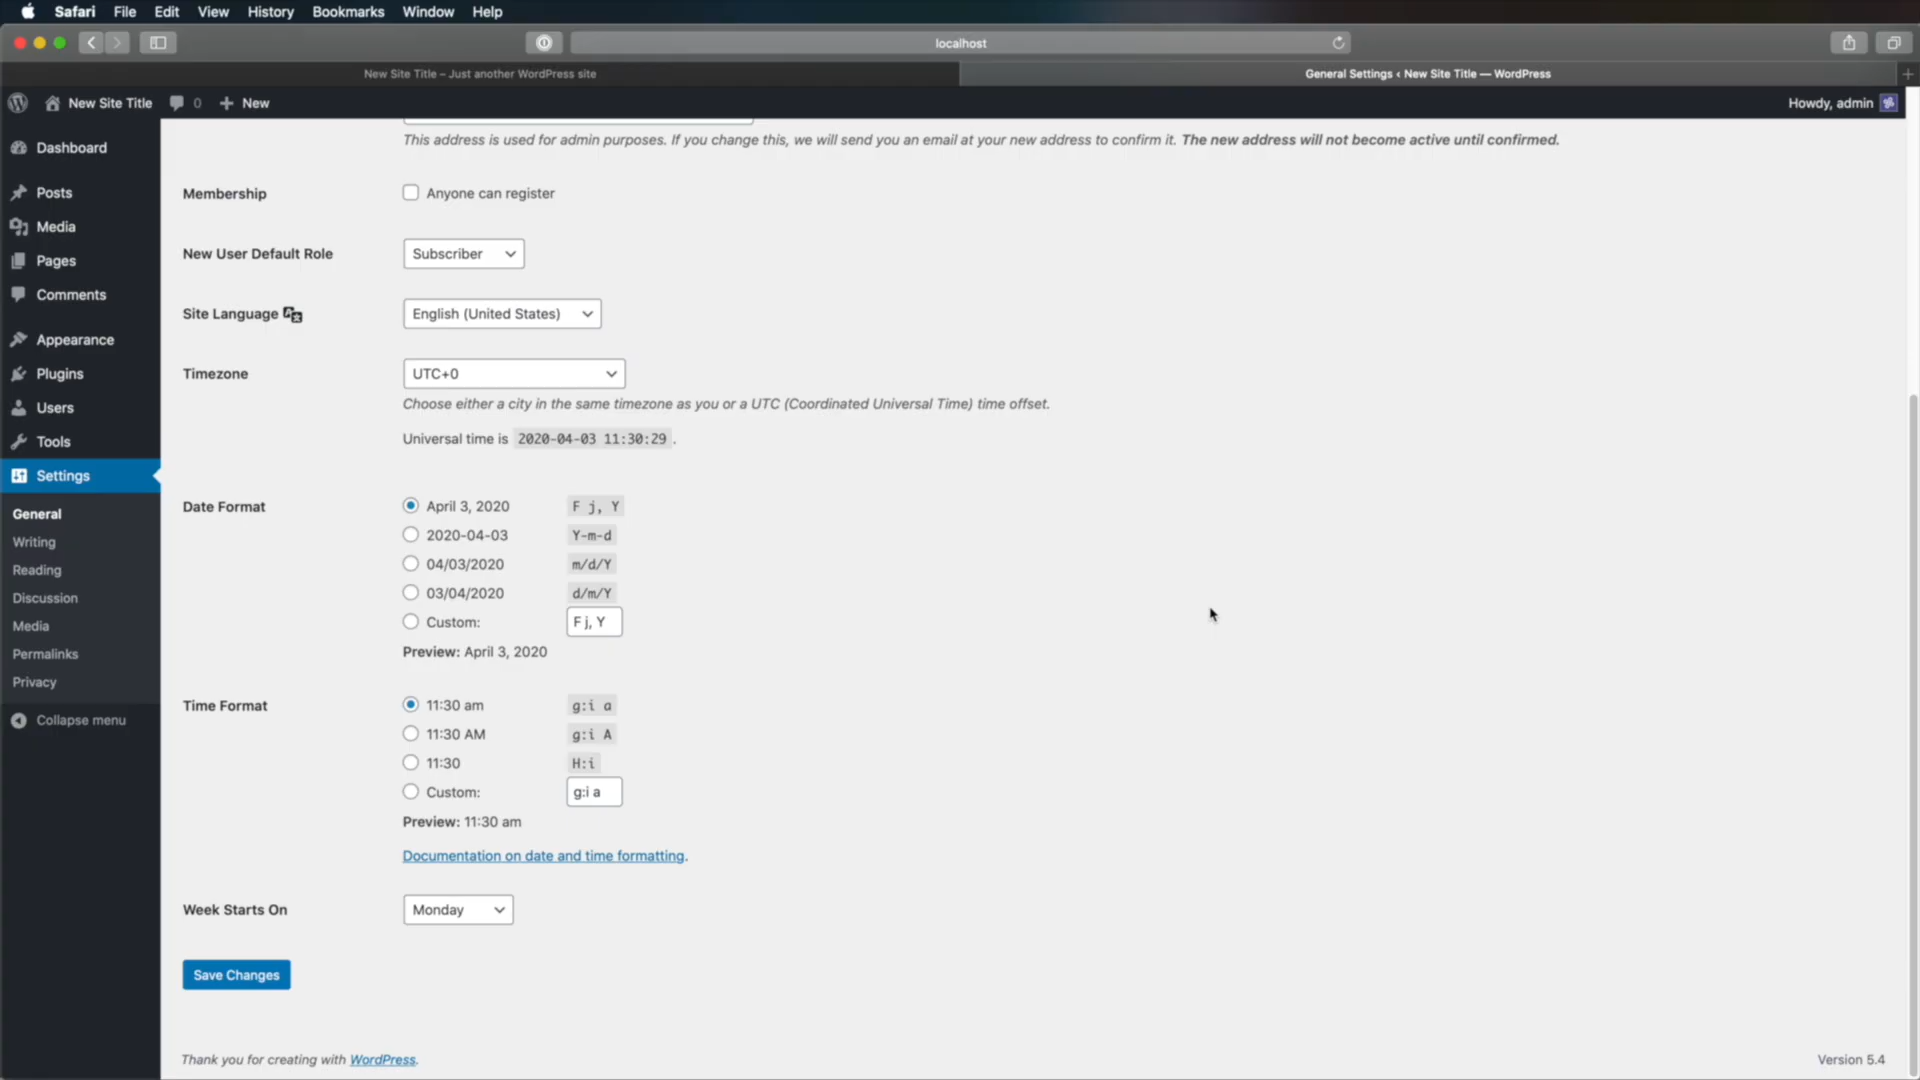 Safari File Edit View History Bookmarks Window Help
localhost
New Site Title – Just another WordPress site
General Settings ‹ New Site Title — WordPress
New Site Title 0 New
Howdy, admin
Dashboard
Posts
Media
Pages
Comments
Appearance
Plugins
Users
Tools
Settings
General
Writing
Reading
Discussion
Media
Permalinks
Privacy
Collapse menu
This address is used for admin purposes. If you change this, we will send you an email at your new address to confirm it. The new address will not become active until confirmed.
Membership
Anyone can register
New User Default Role
Subscriber
Site Language
English (United States)
Timezone
UTC+0
Choose either a city in the same timezone as you or a UTC (Coordinated Universal Time) time offset.
Universal time is 2020-04-03 11:30:29 .
Date Format
April 3, 2020 F j, Y
2020-04-03 Y-m-d
04/03/2020 m/d/Y
03/04/2020 d/m/Y
Custom: F j, Y
Preview: April 3, 2020
Time Format
11:30 am g:i a
11:30 AM g:i A
11:30 H:i
Custom: g:i a
Preview: 11:30 am
Documentation on date and time formatting.
Week Starts On
Monday
Save Changes
Thank you for creating with WordPress.
Version 5.4